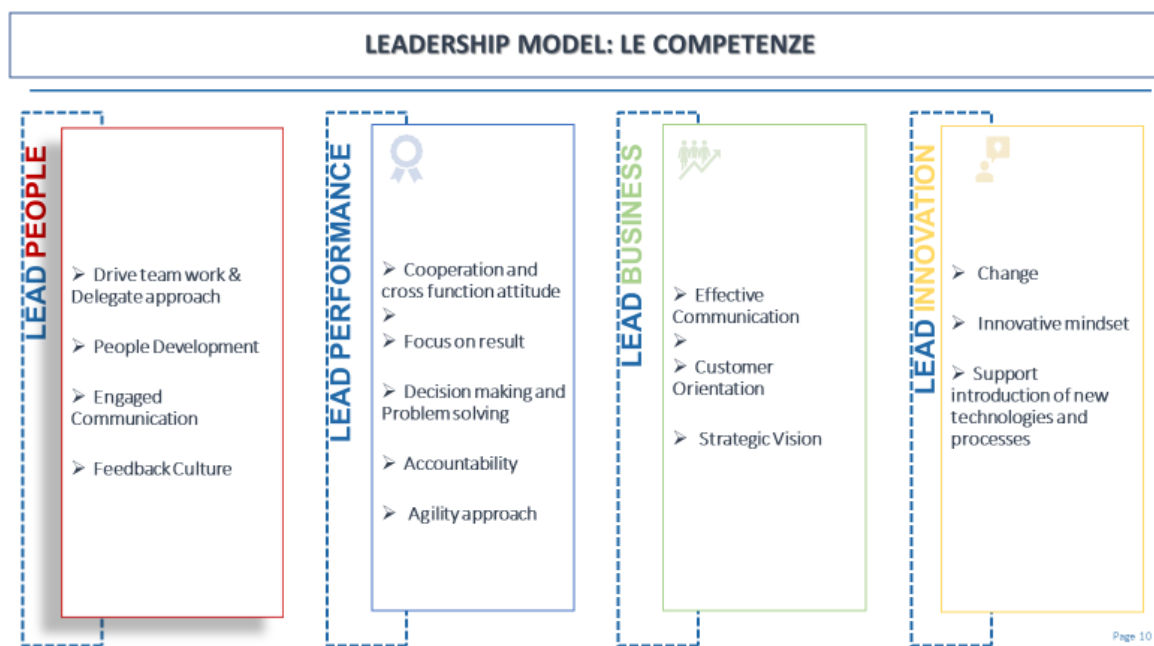 LEADERSHIP MODEL: LE COMPETENZE
LEAD PEOPLE
➢ Drive team work &
Delegate approach
➢ People Development
➢ Engaged
Communication
➢ Feedback Culture
LEAD PERFORMANCE
➢ Cooperation and
cross function attitude
➢
➢ Focus on result
➢ Decision making and
Problem solving
➢ Accountability
➢ Agility approach
LEAD BUSINESS
➢ Effective
Communication
➢
➢ Customer
Orientation
➢ Strategic Vision
LEAD INNOVATION
➢ Change
➢ Innovative mindset
➢ Support
introduction of new
technologies and
processes
Page 10